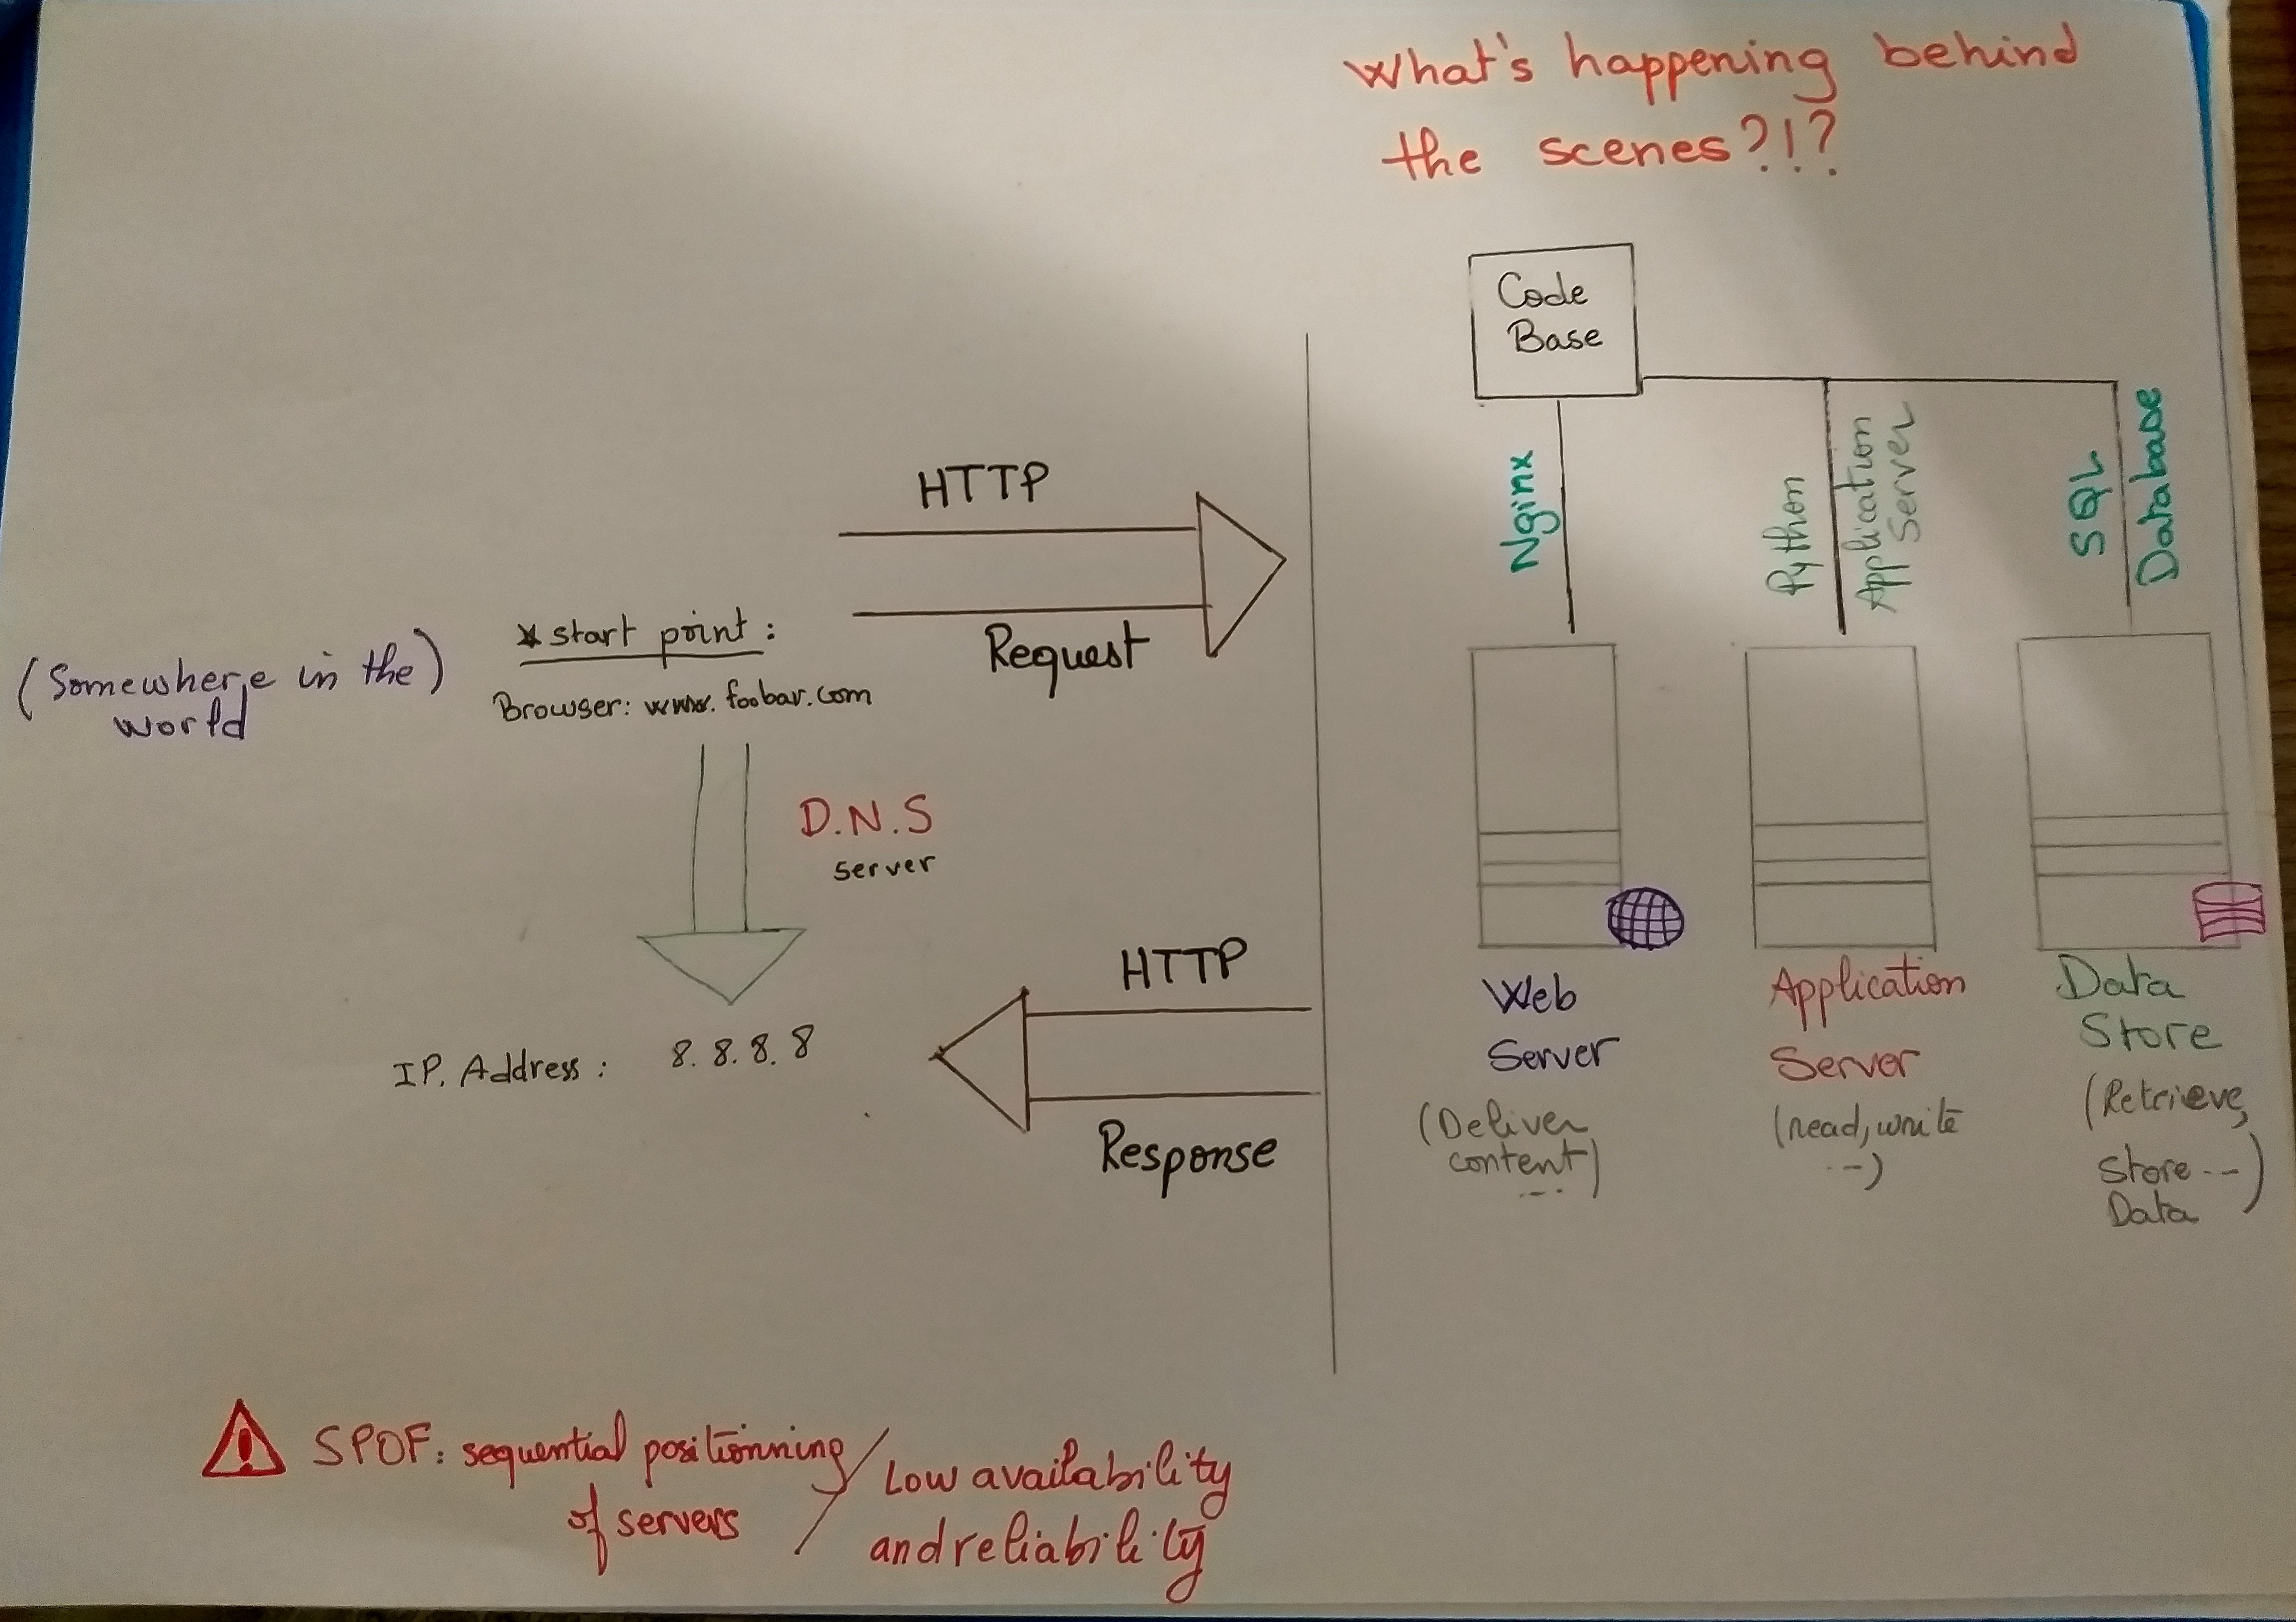 What's happening behind
the scenes?!?
Code
Base
Nginx
Python
Application
Server
SQL
Database
HTTP
Request
(Somewhere in the)
world
* start point:
Browser: www.foobar.com
D.N.S
server
IP. Address: 8.8.8.8
HTTP
Response
Web
Server
(Deliver
content)
...
Application
Server
(read, write
--)
Data
Store
(Retrieve,
Store ---)
Data
SPOF: sequential positionning
of servers
/ Low availability
and reliability